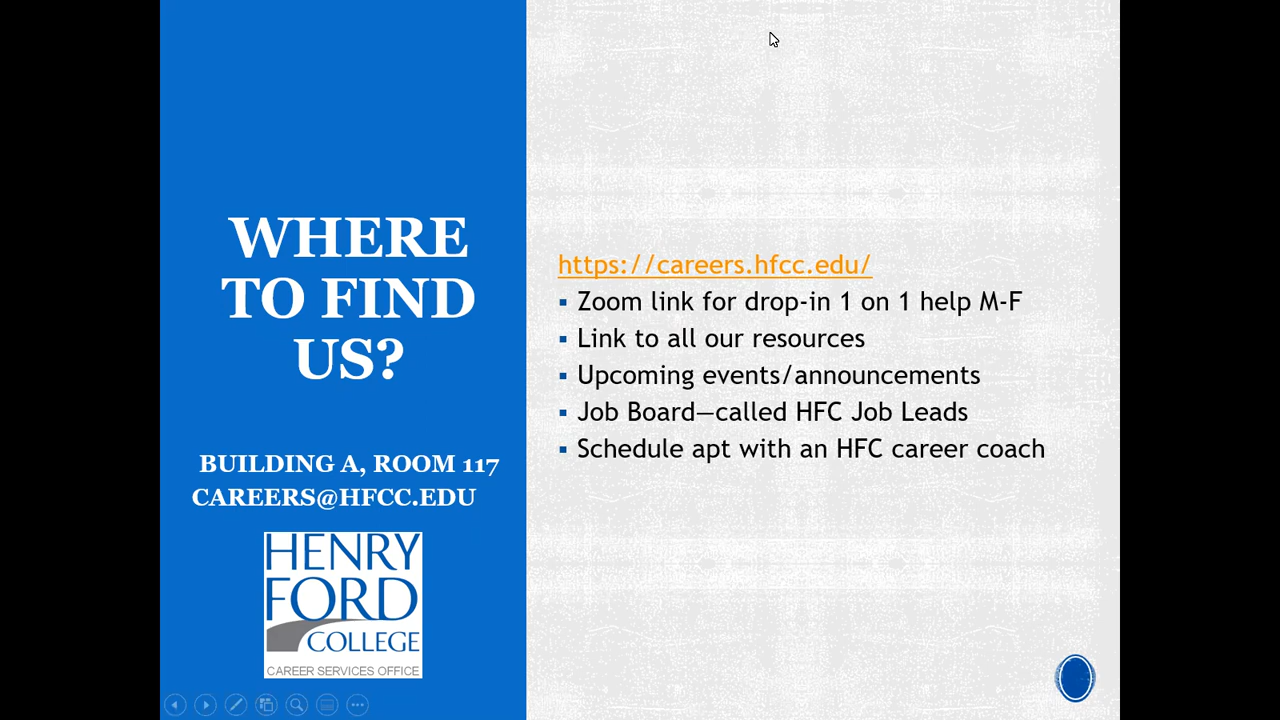 WHERE
TO FIND
US?
BUILDING A, ROOM 117
CAREERS@HFCC.EDU
HENRY
FORD
COLLEGE
CAREER SERVICES OFFICE
https://careers.hfcc.edu/
▪ Zoom link for drop-in 1 on 1 help M-F
▪ Link to all our resources
▪ Upcoming events/announcements
▪ Job Board—called HFC Job Leads
▪ Schedule apt with an HFC career coach